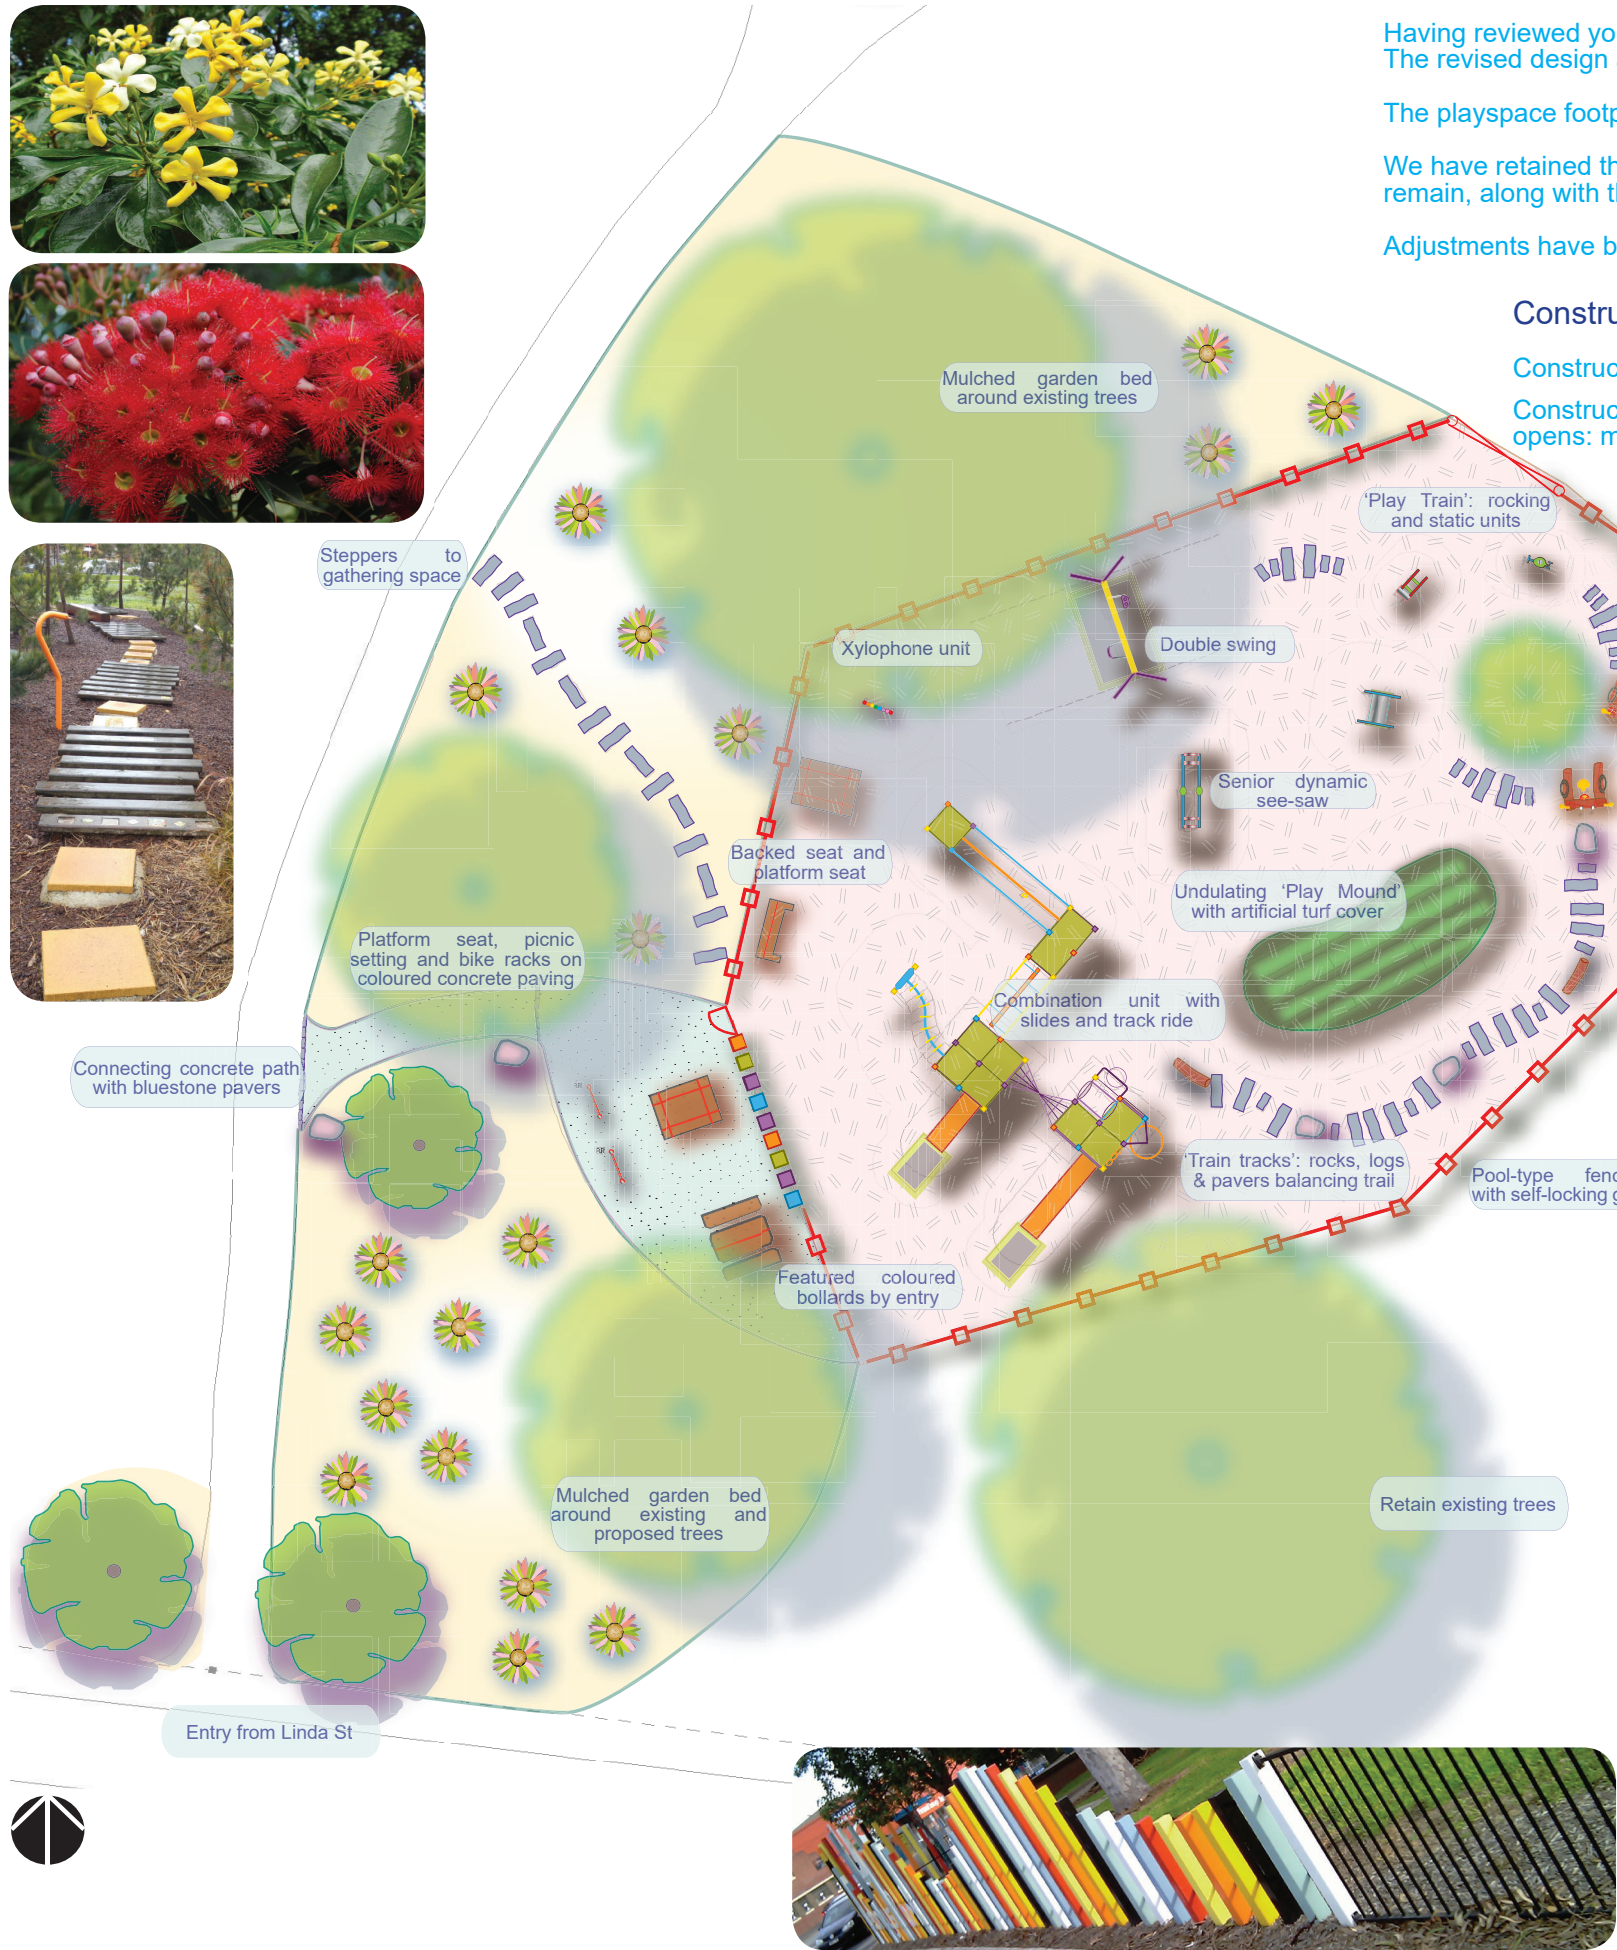 Having reviewed yo
The revised design
The playspace footp
We have retained th
remain, along with th
Adjustments have b
Constru
Construc
Construc
opens: m
Mulched garden bed
around existing trees
'Play Train': rocking
and static units
Steppers to
gathering space
Xylophone unit
Double swing
Senior dynamic
see-saw
Backed seat and
platform seat
Undulating 'Play Mound'
with artificial turf cover
Platform seat, picnic
setting and bike racks on
coloured concrete paving
Combination unit with
slides and track ride
Connecting concrete path
with bluestone pavers
'Train tracks': rocks, logs
& pavers balancing trail
Pool-type fenc
with self-locking g
Featured coloured
bollards by entry
Mulched garden bed
around existing and
proposed trees
Retain existing trees
Entry from Linda St